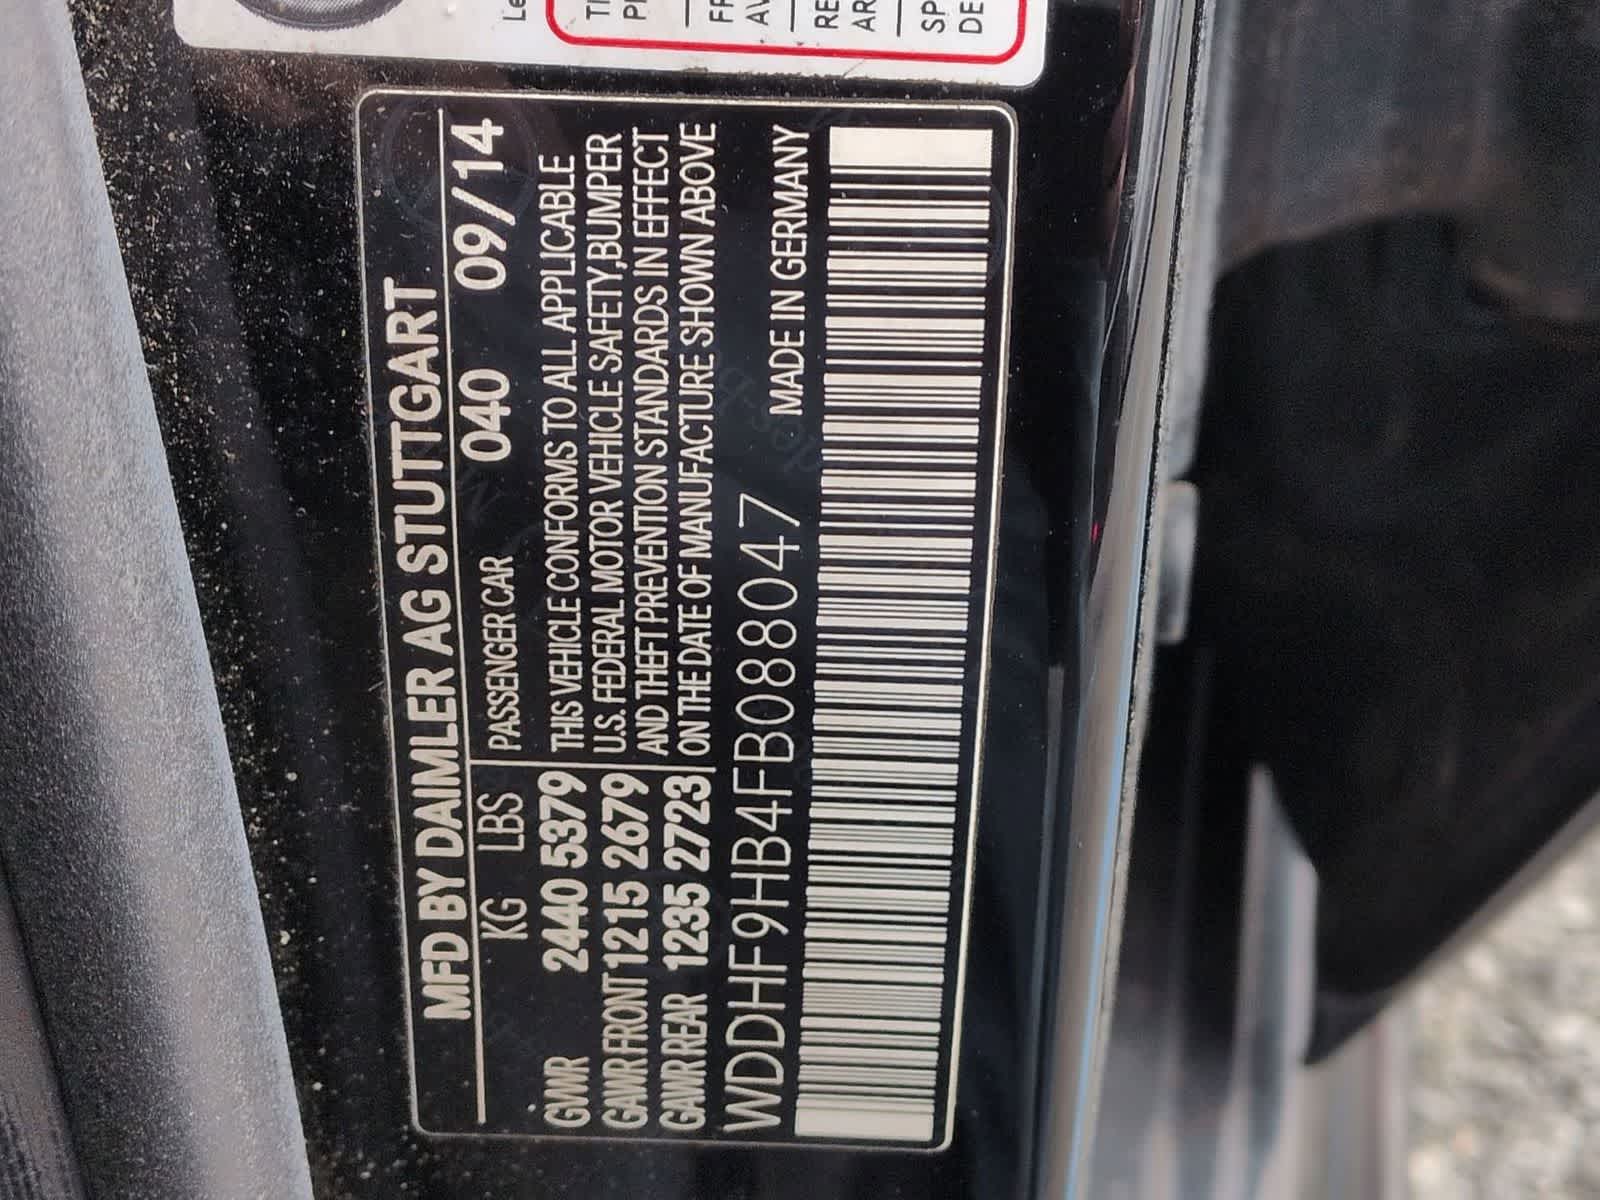 MFD BY DAIMLER AG STUTTGART
KG LBS PASSENGER CAR 040 09/14
GWR 2440 5379 THIS VEHICLE CONFORMS TO ALL APPLICABLE
GAWR FRONT 1215 2679 U.S. FEDERAL MOTOR VEHICLE SAFETY,BUMPER
GAWR REAR 1235 2723 AND THEFT PREVENTION STANDARDS IN EFFECT
ON THE DATE OF MANUFACTURE SHOWN ABOVE
WDDHF9HB4FB088047 MADE IN GERMANY